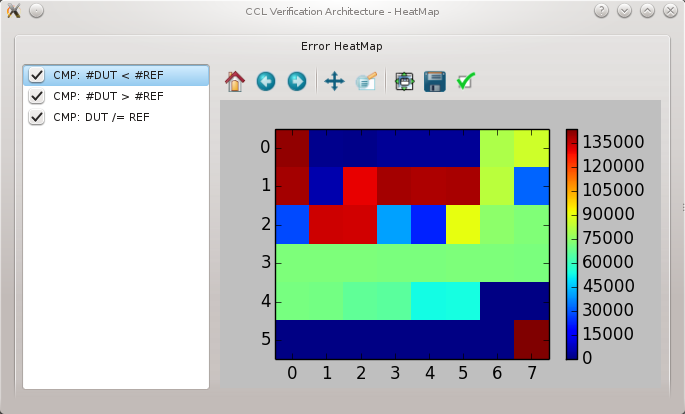 CCL Verification Architecture - HeatMap
Error HeatMap
CMP: #DUT < #REF
CMP: #DUT > #REF
CMP: DUT /= REF
0
1
2
3
4
5
0 1 2 3 4 5 6 7
135000
120000
105000
90000
75000
60000
45000
30000
15000
0